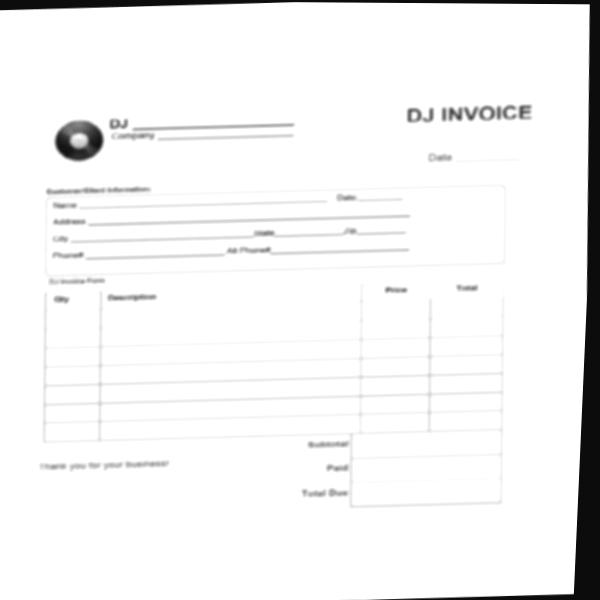 DJ
Company
DJ INVOICE
Date
Customer/Client Information
Name Date
Address
City State Zip
Phone# Alt Phone#
DJ Invoice Form
Qty Description Price Total
Subtotal
Thank you for your business!
Paid
Total Due